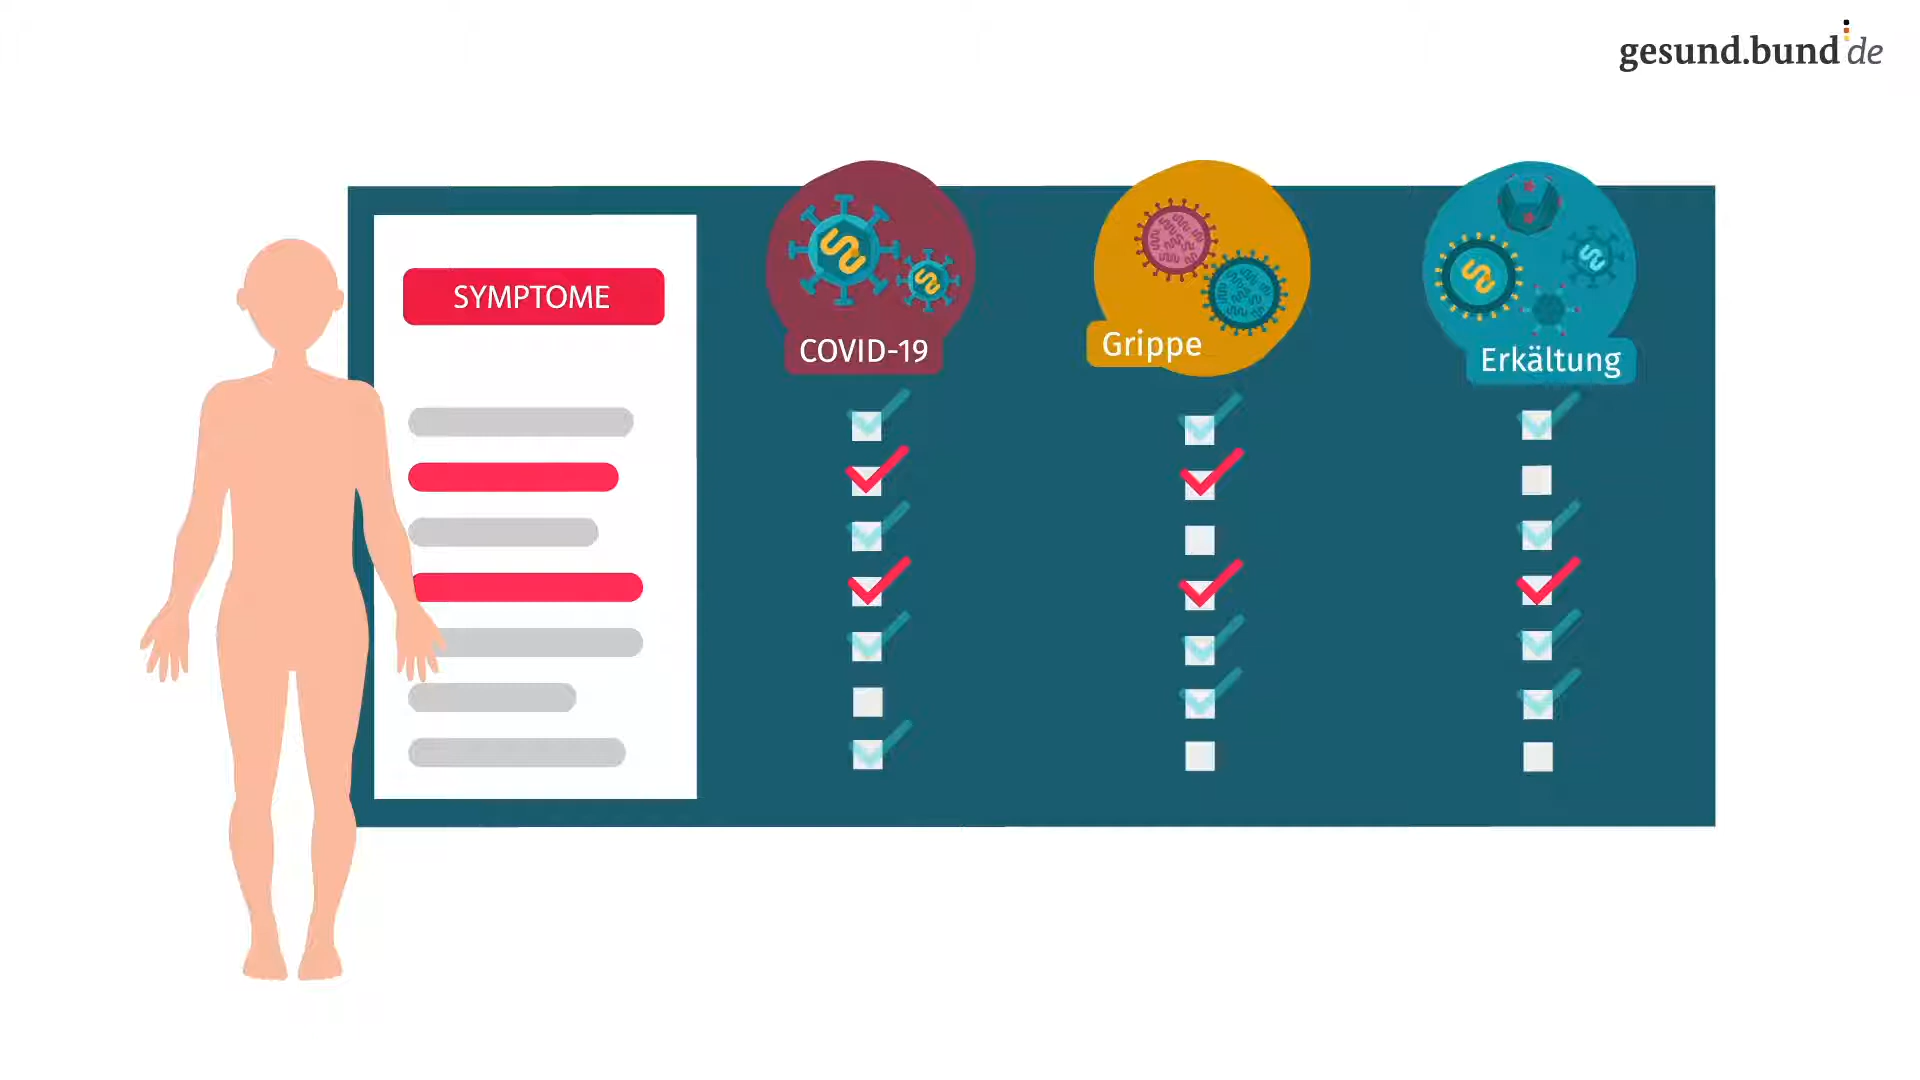 gesund.bund.de
SYMPTOME
COVID-19
Grippe
Erkältung